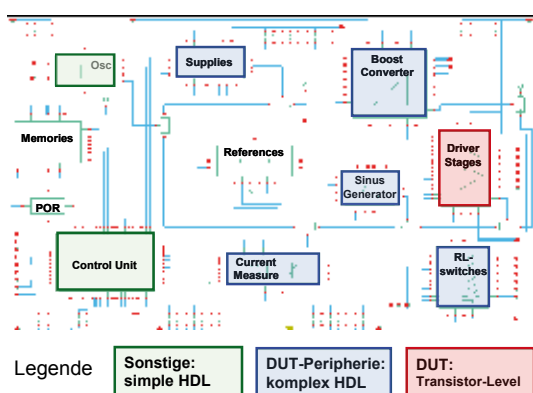 Osc
Supplies
Boost
Converter
Memories
References
Driver
Stages
Sinus
Generator
POR
Control Unit
Current
Measure
RL-
switches
Legende
Sonstige:
simple HDL
DUT-Peripherie:
komplex HDL
DUT:
Transistor-Level